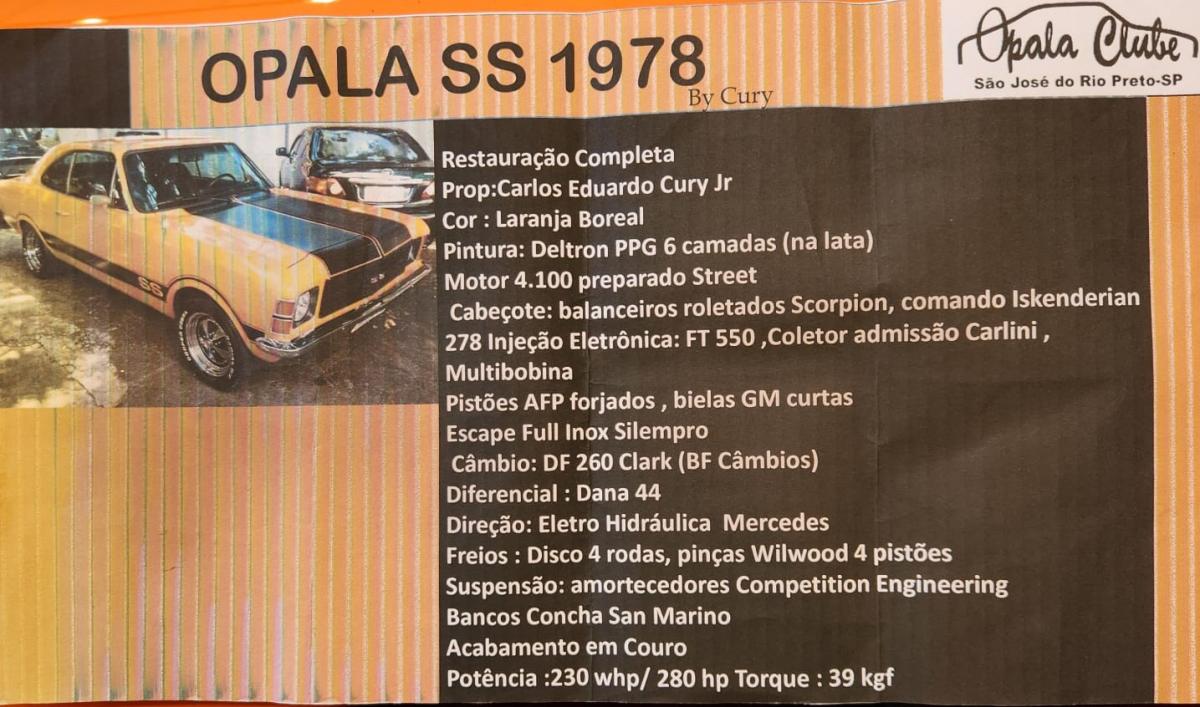 OPALA SS 1978
By Cury
Opala Clube
São José do Rio Preto-SP
SS
SS
Restauração Completa
Prop:Carlos Eduardo Cury Jr
Cor : Laranja Boreal
Pintura: Deltron PPG 6 camadas (na lata)
Motor 4.100 preparado Street
Cabeçote: balanceiros roletados Scorpion, comando Iskenderian
278 Injeção Eletrônica: FT 550 ,Coletor admissão Carlini ,
Multibobina
Pistões AFP forjados , bielas GM curtas
Escape Full Inox Silempro
Câmbio: DF 260 Clark (BF Câmbios)
Diferencial : Dana 44
Direção: Eletro Hidráulica Mercedes
Freios : Disco 4 rodas, pinças Wilwood 4 pistões
Suspensão: amortecedores Competition Engineering
Bancos Concha San Marino
Acabamento em Couro
Potência :230 whp/ 280 hp Torque : 39 kgf